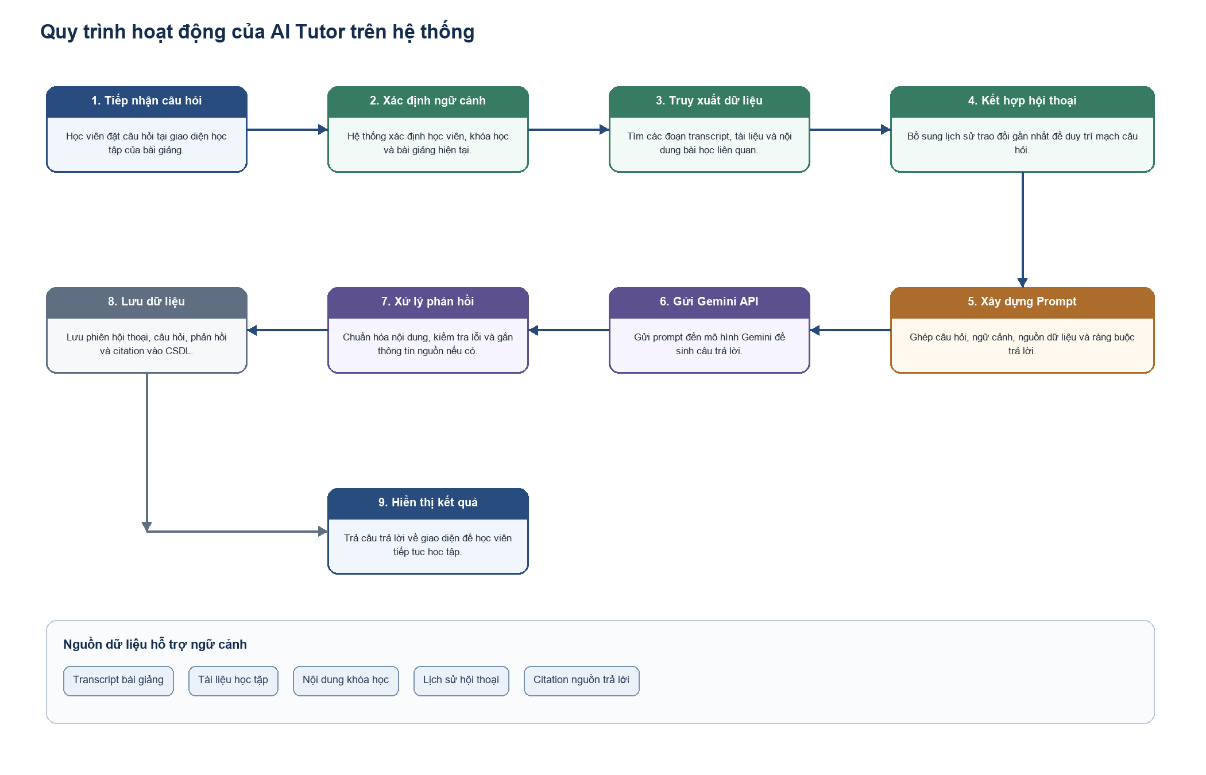 Quy trình hoạt động của AI Tutor trên hệ thống
1. Tiếp nhận câu hỏi
Học viên đặt câu hỏi tại giao diện học
tập của bài giảng.
2. Xác định ngữ cảnh
Hệ thống xác định học viên, khóa học
và bài giảng hiện tại.
3. Truy xuất dữ liệu
Tìm các đoạn transcript, tài liệu và nội
dung bài học liên quan.
4. Kết hợp hội thoại
Bổ sung lịch sử trao đổi gần nhất để duy trì mạch câu
hỏi.
5. Xây dựng Prompt
Ghép câu hỏi, ngữ cảnh, nguồn dữ liệu và ràng buộc
trả lời.
6. Gửi Gemini API
Gửi prompt đến mô hình Gemini để
sinh câu trả lời.
7. Xử lý phản hồi
Chuẩn hóa nội dung, kiểm tra lỗi và gắn
thông tin nguồn nếu có.
8. Lưu dữ liệu
Lưu phiên hội thoại, câu hỏi, phản hồi
và citation vào CSDL.
9. Hiển thị kết quả
Trả câu trả lời về giao diện để học viên
tiếp tục học tập.
Nguồn dữ liệu hỗ trợ ngữ cảnh
Transcript bài giảng
Tài liệu học tập
Nội dung khóa học
Lịch sử hội thoại
Citation nguồn trả lời